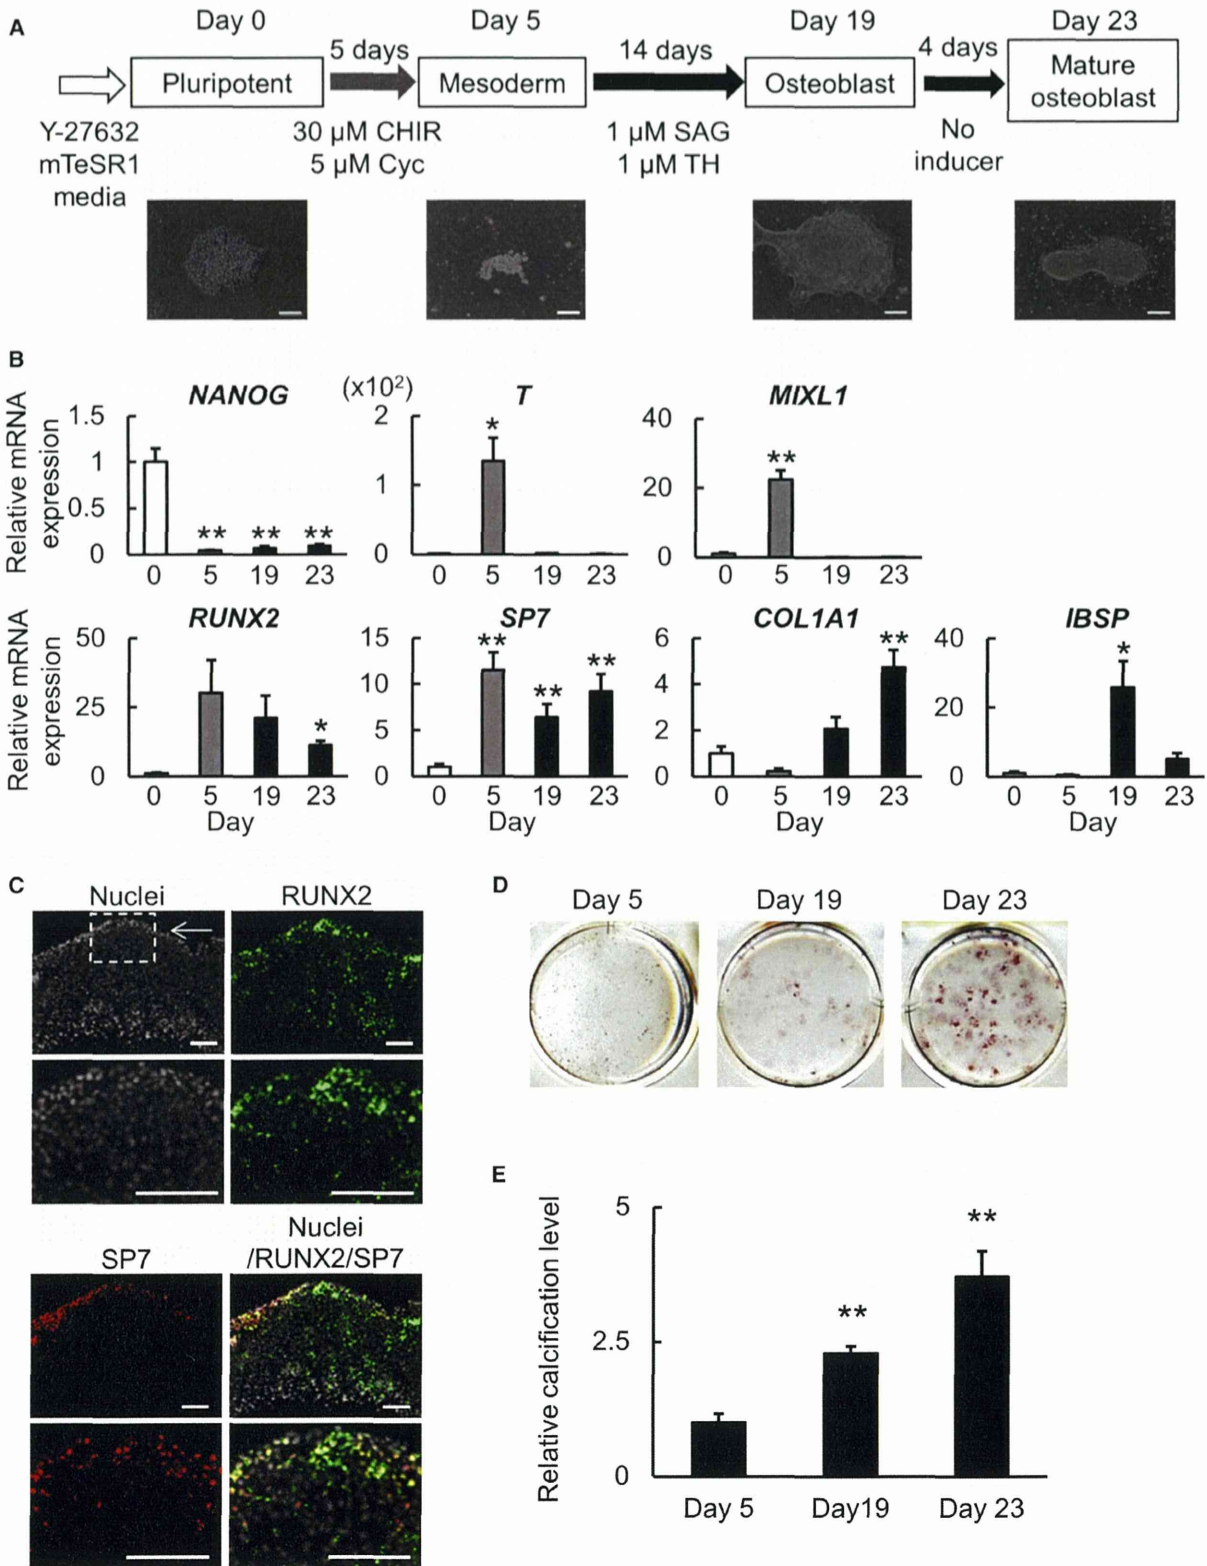 A
Day 0
Day 5
Day 19
Day 23
5 days
14 days
4 days
Pluripotent
Mesoderm
Osteoblast
Mature
osteoblast
Y-27632
mTeSR1
media
30 µM CHIR
5 µM Cyc
1 µM SAG
1 µM TH
No
inducer
B
Relative mRNA
expression
NANOG
1.5
1
0.5
0
** ** **
0 5 19 23
(x10²)
T
2
1
0
*
0 5 19 23
MIXL1
40
20
0
**
0 5 19 23
Relative mRNA
expression
RUNX2
50
25
0
*
0 5 19 23
Day
SP7
15
10
5
0
** ** **
0 5 19 23
Day
COL1A1
6
4
2
0
**
0 5 19 23
Day
IBSP
40
20
0
*
0 5 19 23
Day
C
Nuclei
RUNX2
SP7
Nuclei
/RUNX2/SP7
D
Day 5
Day 19
Day 23
E
Relative calcification level
5
2.5
0
**
**
Day 5
Day19
Day 23